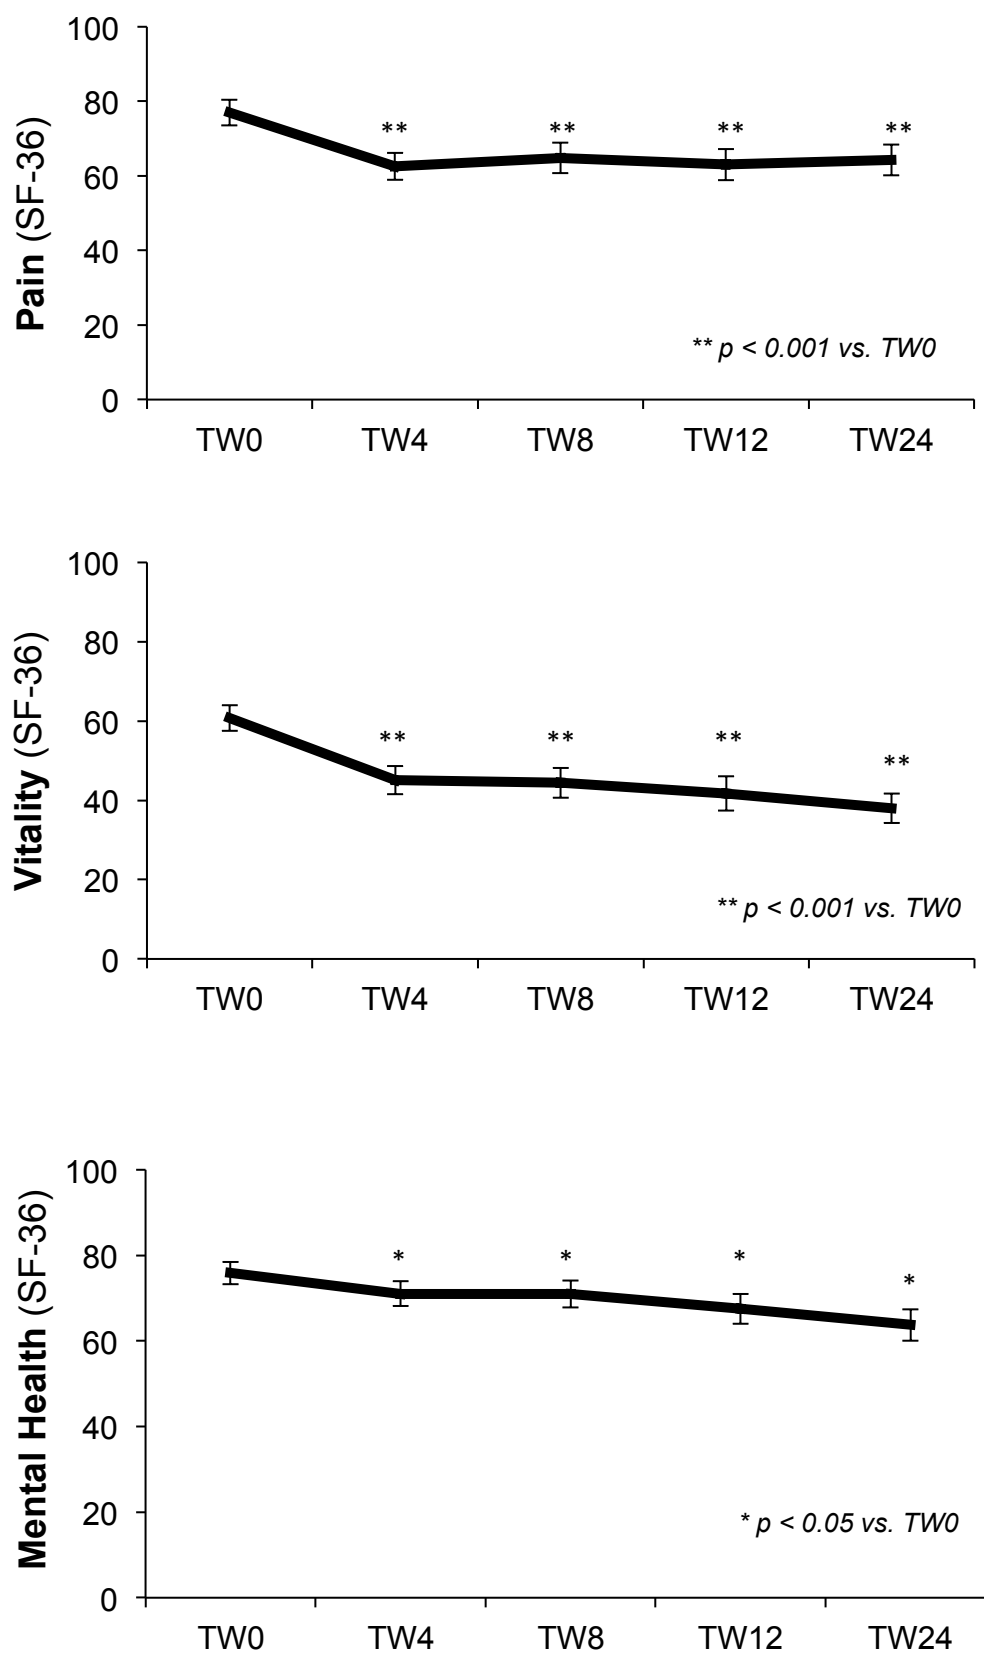 Pain (SF-36)
100
80
60
40
20
0
** ** ** **
** p < 0.001 vs. TW0
TW0 TW4 TW8 TW12 TW24
Vitality (SF-36)
100
80
60
40
20
0
** ** ** **
** p < 0.001 vs. TW0
TW0 TW4 TW8 TW12 TW24
Mental Health (SF-36)
100
80
60
40
20
0
* * * *
* p < 0.05 vs. TW0
TW0 TW4 TW8 TW12 TW24